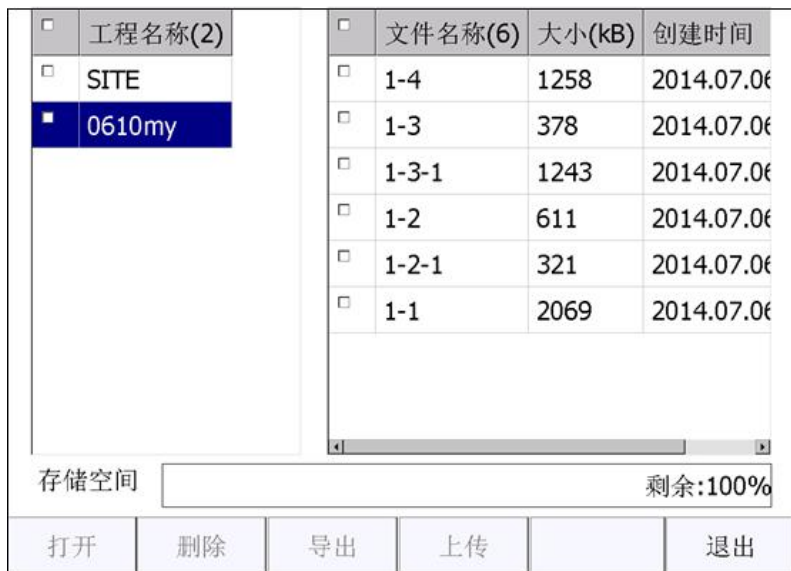 工程名称(2)
SITE
0610my
文件名称(6) 大小(kB) 创建时间
1-4 1258 2014.07.06
1-3 378 2014.07.06
1-3-1 1243 2014.07.06
1-2 611 2014.07.06
1-2-1 321 2014.07.06
1-1 2069 2014.07.06
存储空间 剩余:100%
打开 删除 导出 上传 退出